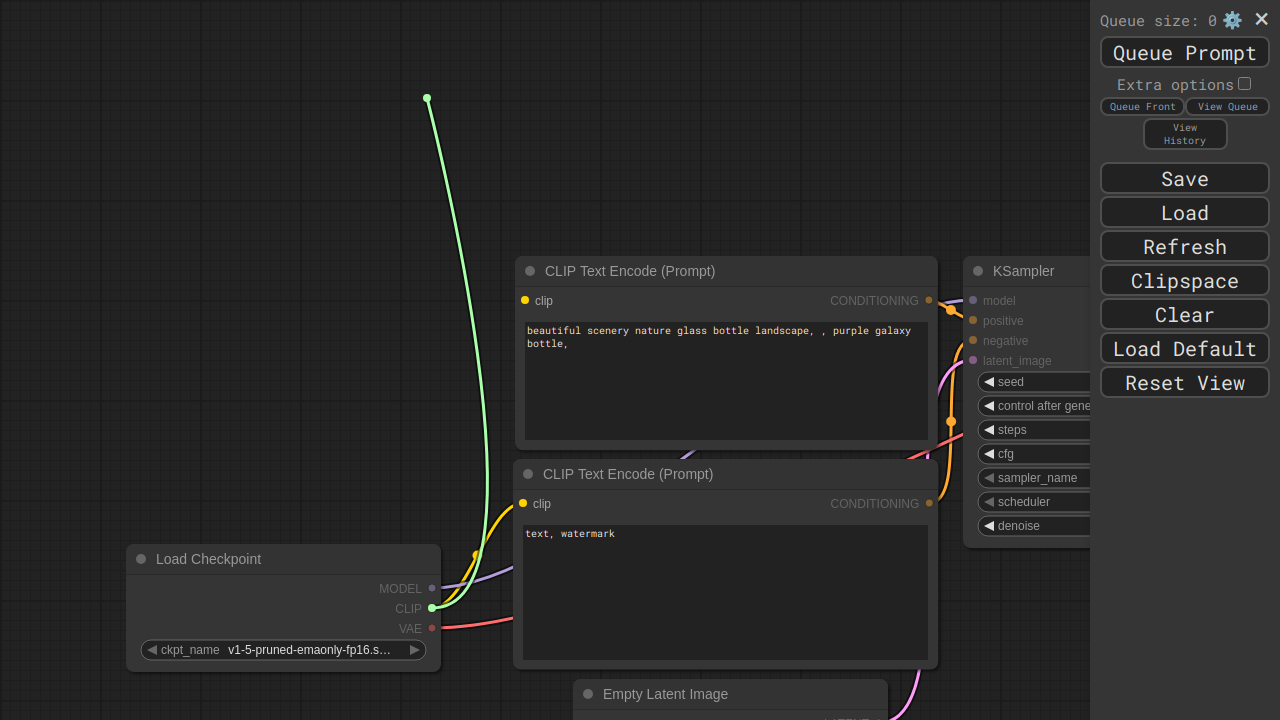 Queue size: 0
Queue Prompt
Extra options
Queue Front
View Queue
View
History
Save
Load
Refresh
Clipspace
Clear
Load Default
Reset View
CLIP Text Encode (Prompt)
clip
CONDITIONING
beautiful scenery nature glass bottle landscape, , purple galaxy
bottle,
KSampler
model
positive
negative
latent_image
seed
control after gene
steps
cfg
sampler_name
scheduler
denoise
CLIP Text Encode (Prompt)
clip
CONDITIONING
text, watermark
Load Checkpoint
MODEL
CLIP
VAE
ckpt_name v1-5-pruned-emaonly-fp16.s…
Empty Latent Image